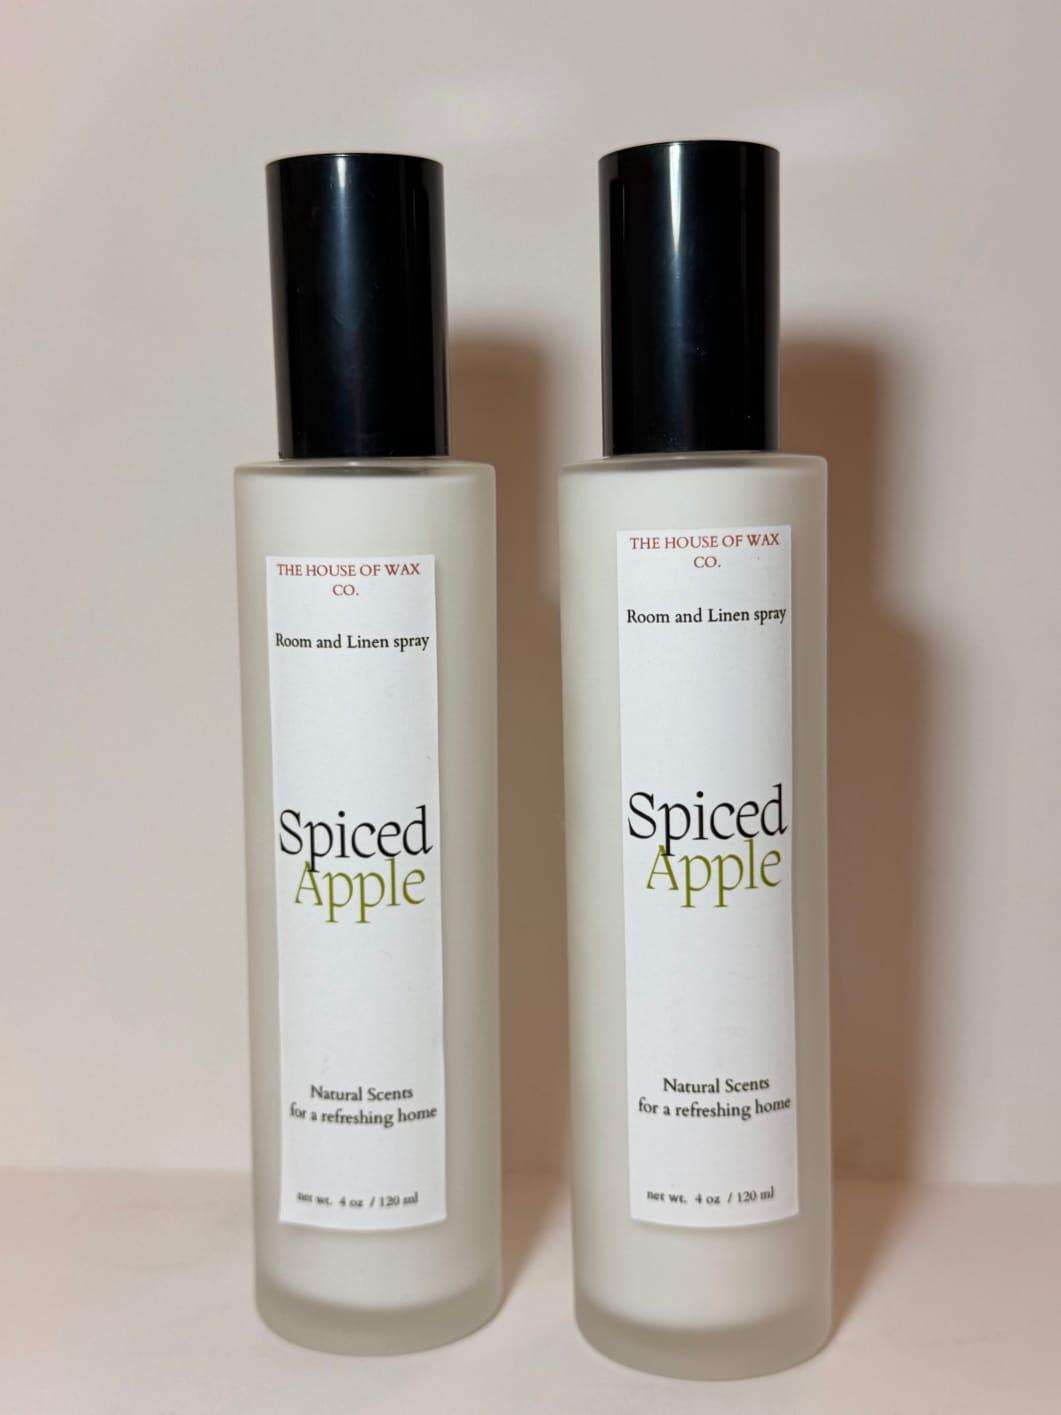 THE HOUSE OF WAX
CO.
Room and Linen spray
Spiced
Apple
Natural Scents
for a refreshing home
net wt. 4 oz / 120 ml
THE HOUSE OF WAX
CO.
Room and Linen spray
Spiced
Apple
Natural Scents
for a refreshing home
net wt. 4 oz / 120 ml